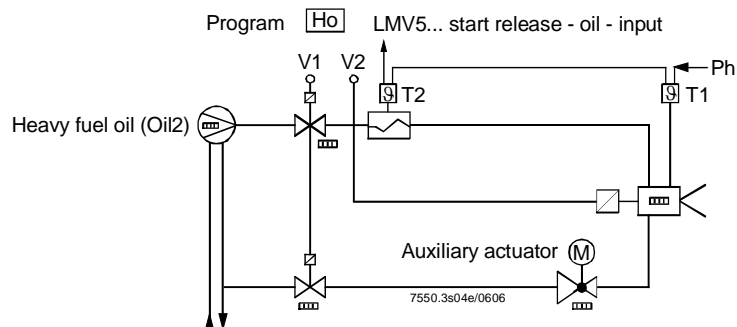 Program Ho LMV5... start release - oil - input
V1 V2
Ph
ϑ T2 ϑ T1
Heavy fuel oil (Oil2)
Auxiliary actuator M
7550.3s04e/0606